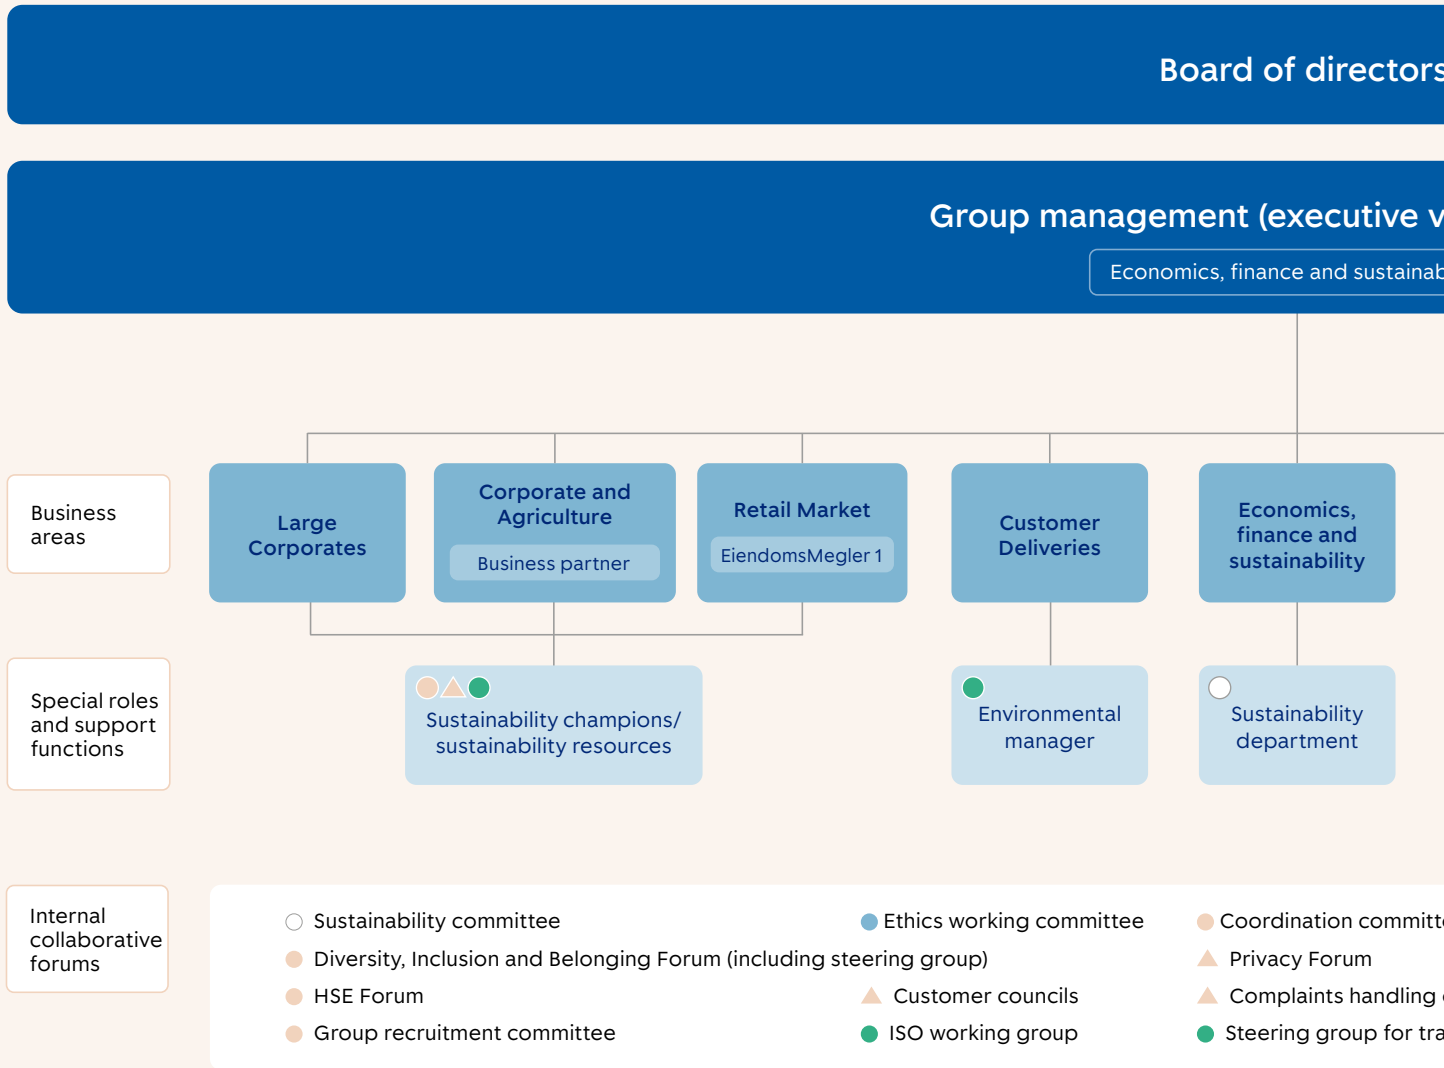 Board of directors
Group management (executive v
Economics, finance and sustainab
Business
areas
Large
Corporates
Corporate and
Agriculture
Business partner
Retail Market
EiendomsMegler 1
Customer
Deliveries
Economics,
finance and
sustainability
Special roles
and support
functions
Sustainability champions/
sustainability resources
Environmental
manager
Sustainability
department
Internal
collaborative
forums
Sustainability committee
Ethics working committee
Coordination committe
Diversity, Inclusion and Belonging Forum (including steering group)
Privacy Forum
HSE Forum
Customer councils
Complaints handling
Group recruitment committee
ISO working group
Steering group for tra